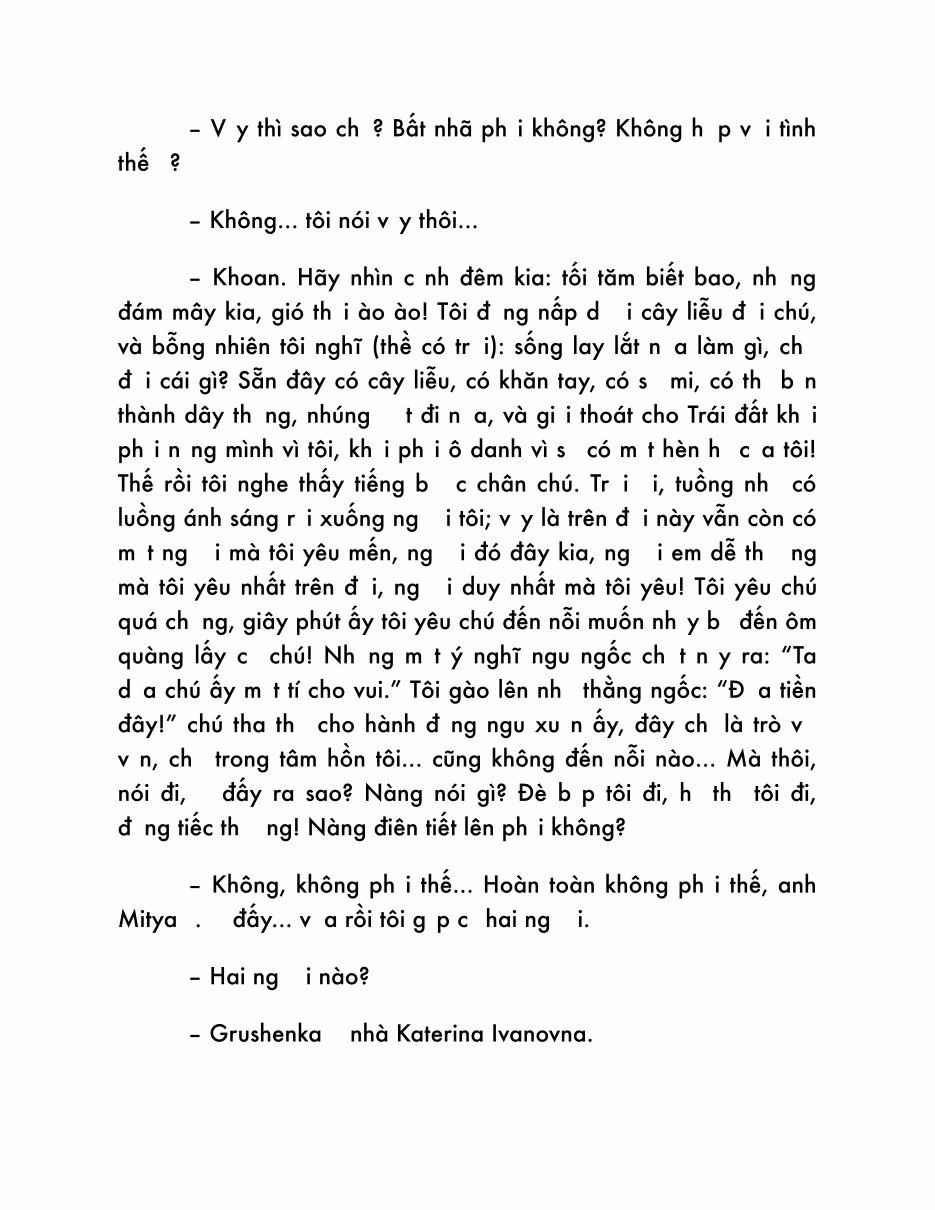 – V y thì sao ch ? Bất nhã ph i không? Không h p v i tình
thế ?
– Không... tôi nói v y thôi...
– Khoan. Hãy nhìn c nh đêm kia: tối tăm biết bao, nh ng
đám mây kia, gió th i ào ào! Tôi đ ng nấp d i cây liễu đ i chú,
và bỗng nhiên tôi nghĩ (thề có tr i): sống lay lắt n a làm gì, ch
đ i cái gì? Sẵn đây có cây liễu, có khăn tay, có s mi, có th b n
thành dây th ng, nhúng t đi n a, và gi i thoát cho Trái đất kh i
ph i n ng mình vì tôi, kh i ph i ô danh vì s có m t hèn h c a tôi!
Thế rồi tôi nghe thấy tiếng b c chân chú. Tr i i, tuồng nh có
luồng ánh sáng r i xuống ng i tôi; v y là trên đ i này vẫn còn có
m t ng i mà tôi yêu mến, ng i đó đây kia, ng i em dễ th ng
mà tôi yêu nhất trên đ i, ng i duy nhất mà tôi yêu! Tôi yêu chú
quá ch ng, giây phút ấy tôi yêu chú đến nỗi muốn nh y b đến ôm
quàng lấy c chú! Nh ng m t ý nghĩ ngu ngốc ch t n y ra: “Ta
d a chú ấy m t tí cho vui.” Tôi gào lên nh thằng ngốc: “Đ a tiền
đây!” chú tha th cho hành đ ng ngu xu n ấy, đây ch là trò v
v n, ch trong tâm hồn tôi... cũng không đến nỗi nào... Mà thôi,
nói đi, đấy ra sao? Nàng nói gì? Đè b p tôi đi, h th tôi đi,
đ ng tiếc th ng! Nàng điên tiết lên ph i không?
– Không, không ph i thế... Hoàn toàn không ph i thế, anh
Mitya . đấy... v a rồi tôi g p c hai ng i.
– Hai ng i nào?
– Grushenka nhà Katerina Ivanovna.